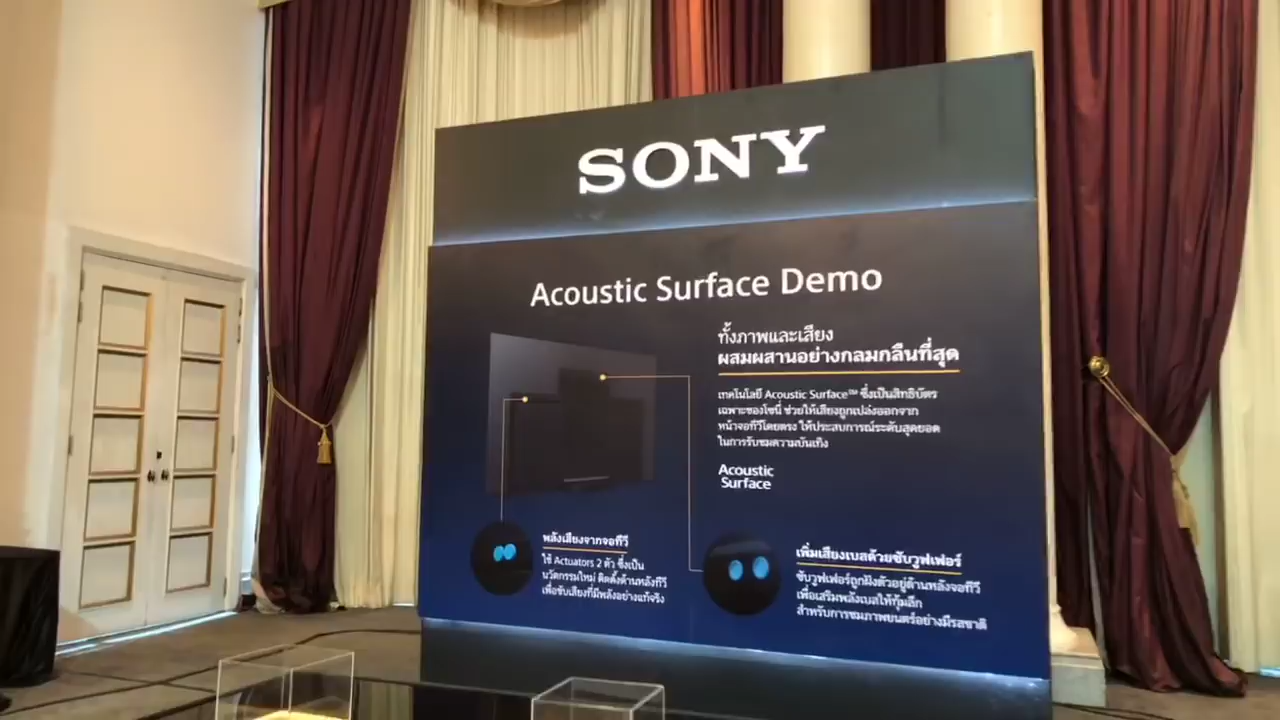 SONY
Acoustic Surface Demo
ทั้งภาพและเสียง
ผสมผสานอย่างกลมกลืนที่สุด
เทคโนโลยี Acoustic Surface™ ซึ่งเป็นสิทธิบัตร
เฉพาะของโซนี่ ช่วยให้เสียงถูกเปล่งออกจาก
หน้าจอทีวีโดยตรง ให้ประสบการณ์ระดับสุดยอด
ในการรับชมความบันเทิง
Acoustic
Surface
พลังเสียงจากจอทีวี
ใช้ Actuators 2 ตัว ซึ่งเป็น
นวัตกรรมใหม่ ติดตั้งด้านหลังทีวี
เพื่อขับเสียงที่มีพลังอย่างแท้จริง
เพิ่มเสียงเบสด้วยซับวูฟเฟอร์
ซับวูฟเฟอร์ถูกฝังตัวอยู่ด้านหลังจอทีวี
เพื่อเสริมพลังเบสให้ทุ้มลึก
สำหรับการชมภาพยนตร์อย่างมีรสชาติ